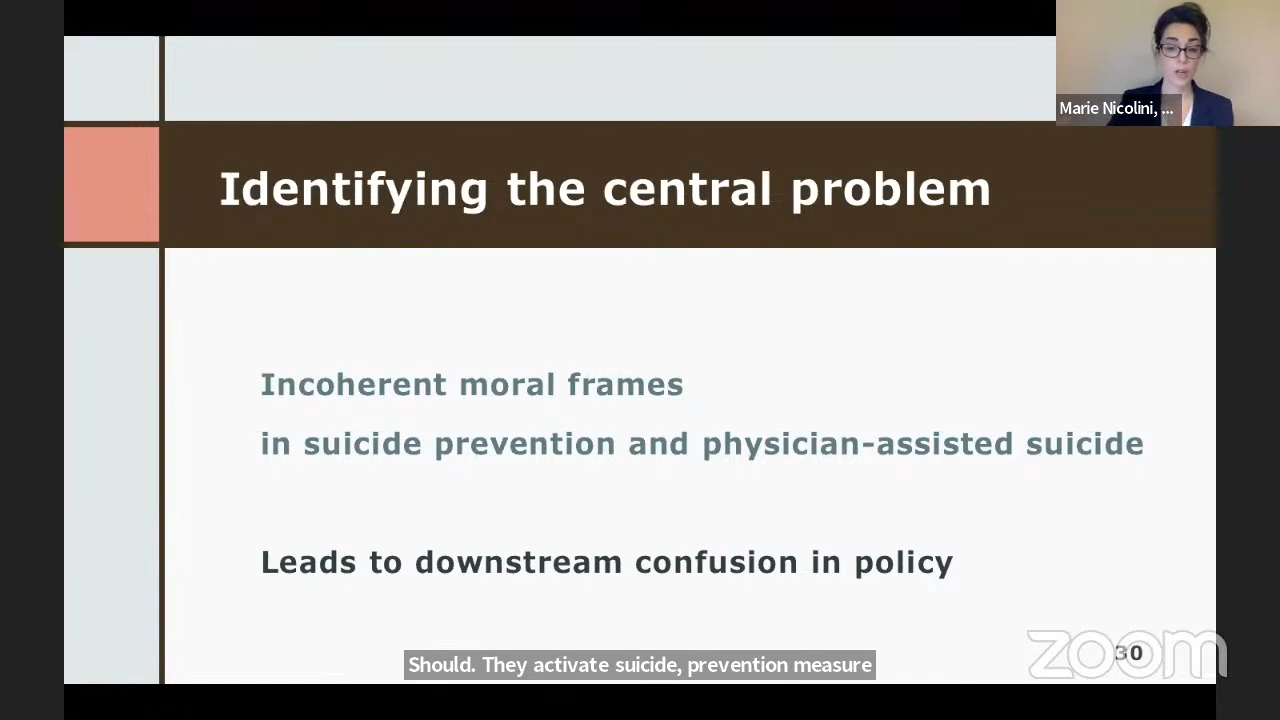 Marie Nicolini, ...
Identifying the central problem
Incoherent moral frames
in suicide prevention and physician-assisted suicide
Leads to downstream confusion in policy
Should. They activate suicide, prevention measure
zoom
30